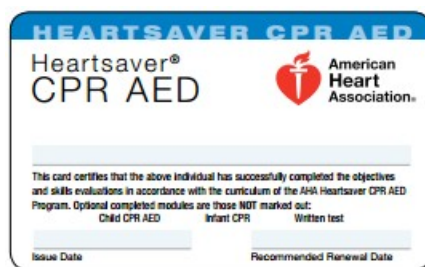 HEARTSAVER CPR AED
Heartsaver®
CPR AED
American
Heart
Association®
This card certifies that the above individual has successfully completed the objectives
and skills evaluations in accordance with the curriculum of the AHA Heartsaver CPR AED
Program. Optional completed modules are those NOT marked out:
Child CPR AED Infant CPR Written test
Issue Date Recommended Renewal Date